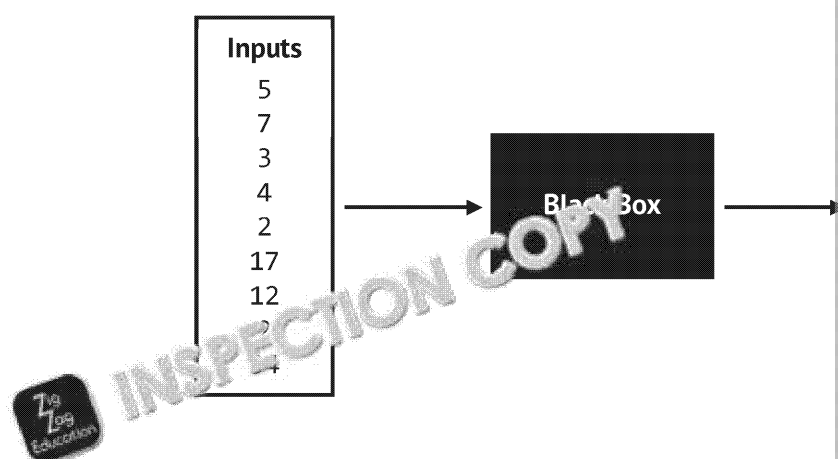 Inputs
5
7
3
4
2
17
12
Black Box
INSPECTION COPY
Zig
Zag
Education